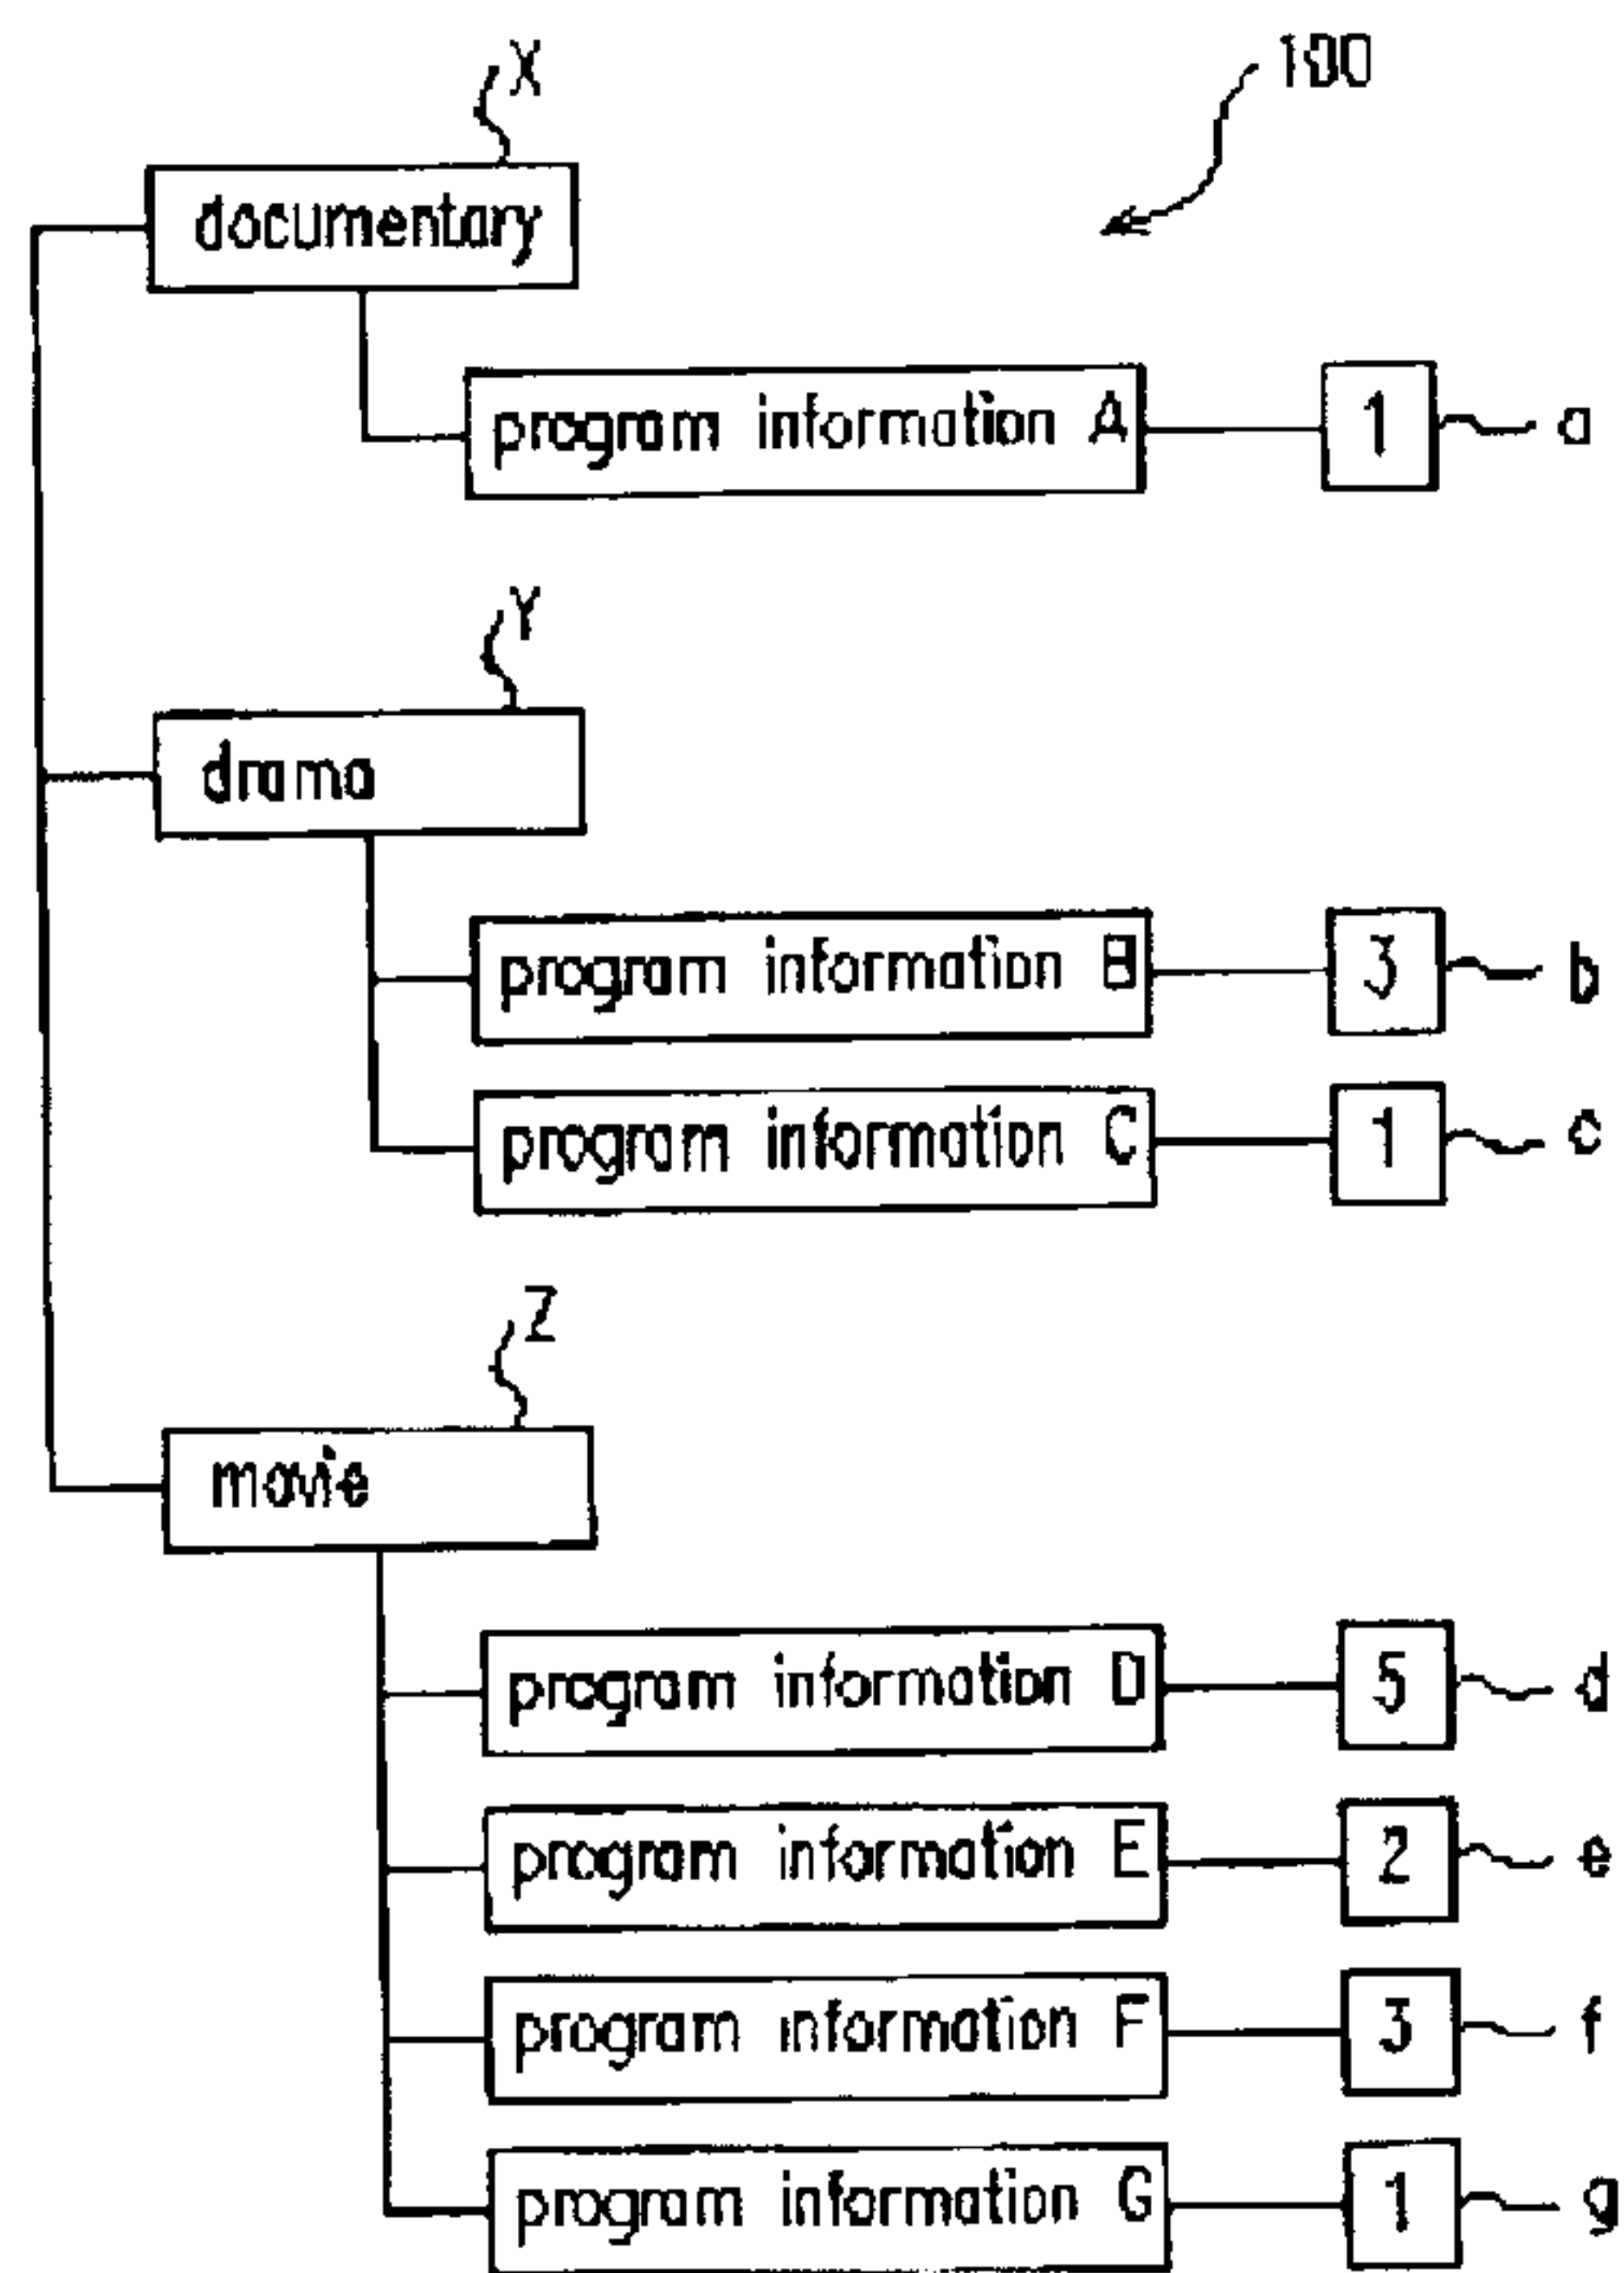 X
100
documentary
program information A 1 a
Y
drama
program information B 3 b
program information C 1 c
Z
movie
program information D 5 d
program information E 2 e
program information F 3 f
program information G 1 g